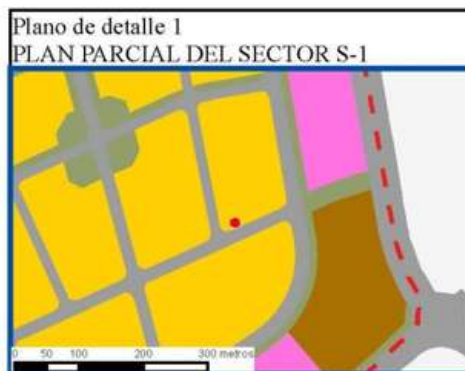 Plano de detalle 1
PLAN PARCIAL DEL SECTOR S-1
0 50 100 200 300 metros